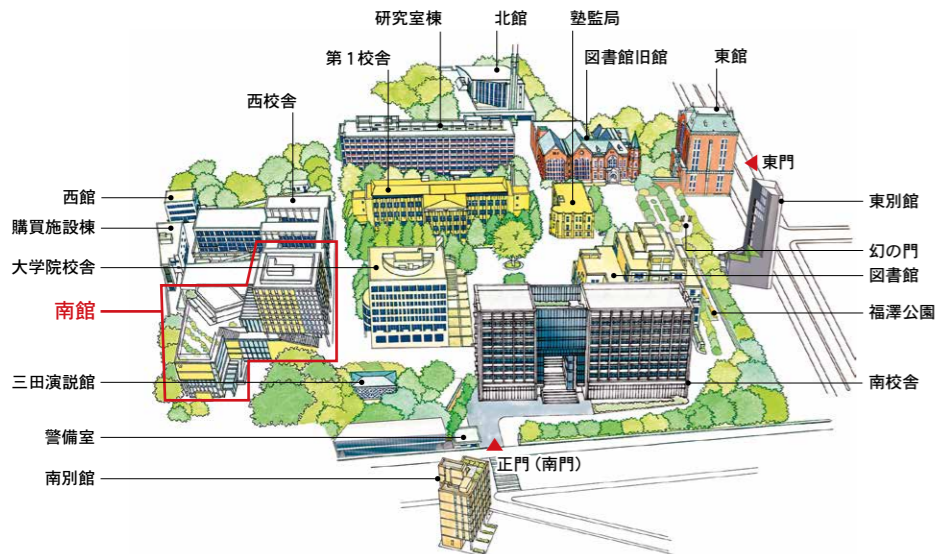 研究室棟
北館
塾監局
第1校舎
図書館旧館
東館
西校舎
東門
西館
東別館
購買施設棟
幻の門
大学院校舎
図書館
南館
福澤公園
三田演説館
南校舎
警備室
正門(南門)
南別館